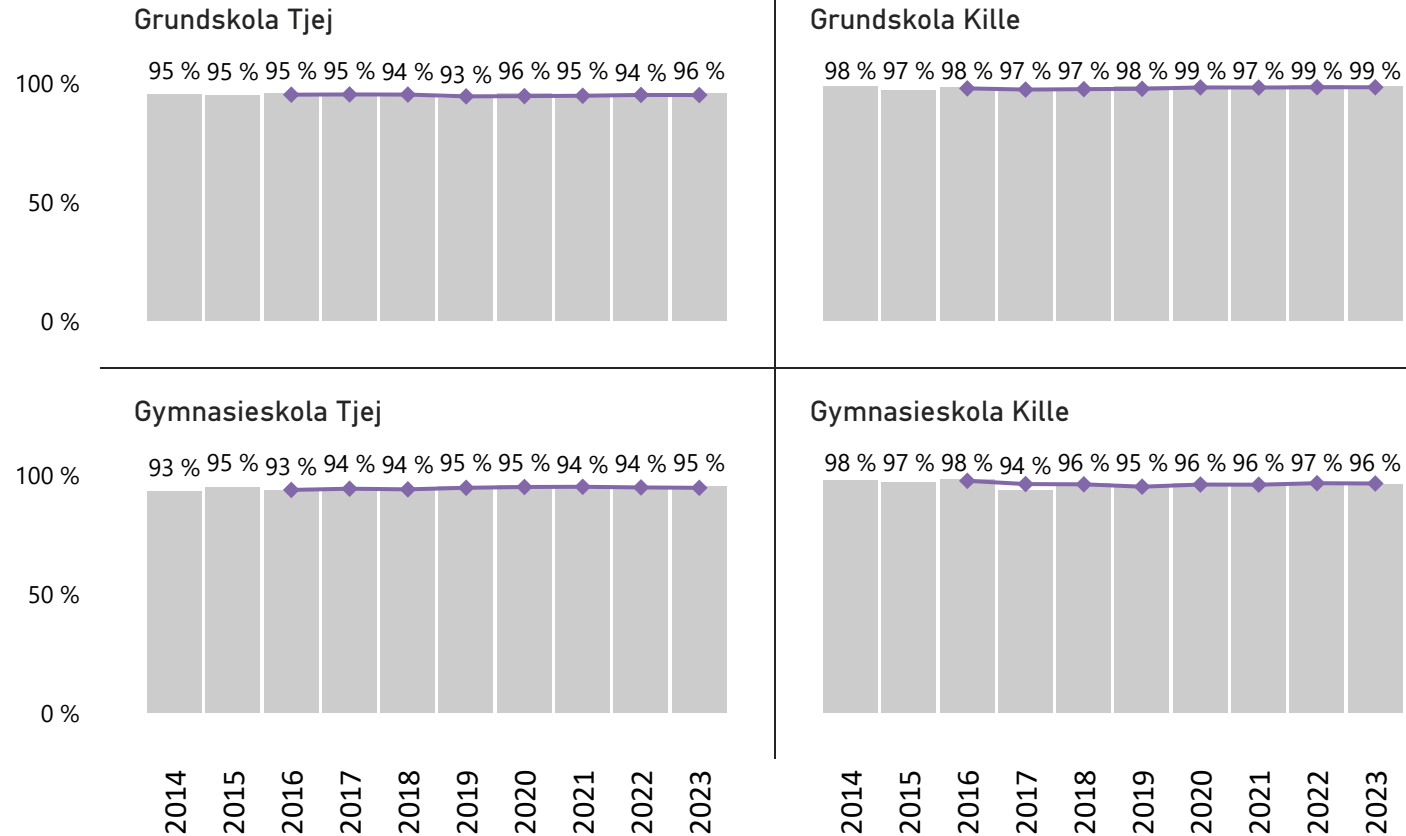 Grundskola Tjej
Grundskola Kille
95 % 95 % 95 % 95 % 94 % 93 % 96 % 95 % 94 % 96 %
98 % 97 % 98 % 97 % 97 % 98 % 99 % 97 % 99 % 99 %
100 %
50 %
0 %
Gymnasieskola Tjej
Gymnasieskola Kille
93 % 95 % 93 % 94 % 94 % 95 % 95 % 94 % 94 % 95 %
98 % 97 % 98 % 94 % 96 % 95 % 96 % 96 % 97 % 96 %
100 %
50 %
0 %
2014 2015 2016 2017 2018 2019 2020 2021 2022 2023
2014 2015 2016 2017 2018 2019 2020 2021 2022 2023